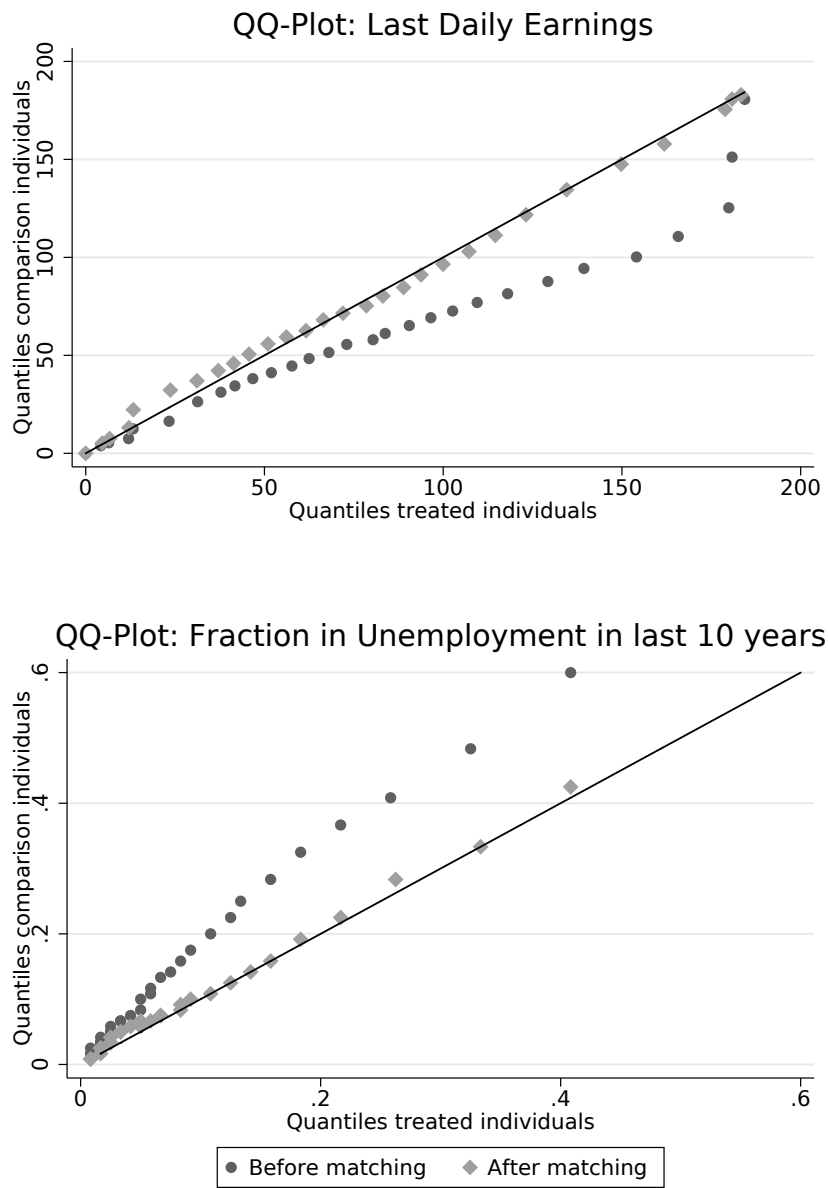 QQ-Plot: Last Daily Earnings
Quantiles comparison individuals
200
150
100
50
0
0 50 100 150 200
Quantiles treated individuals
QQ-Plot: Fraction in Unemployment in last 10 years
Quantiles comparison individuals
.6
.4
.2
0
0 .2 .4 .6
Quantiles treated individuals
Before matching After matching